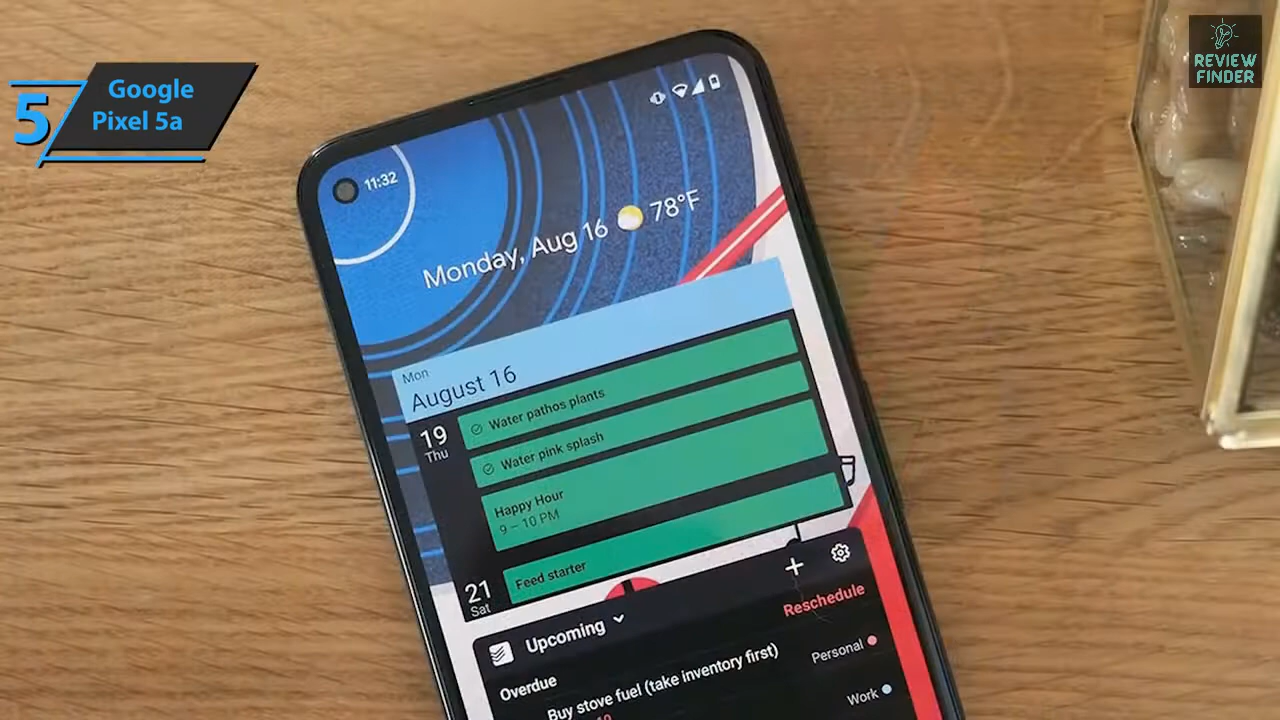 5
Google
Pixel 5a
REVIEW
FINDER
11:32
Monday, Aug 16 78°F
Mon
August 16
19
Thu
Water pathos plants
Water pink splash
Happy Hour
9 – 10 PM
21
Sat
Feed starter
Upcoming
Reschedule
Overdue
Buy stove fuel (take inventory first)
Personal
Work